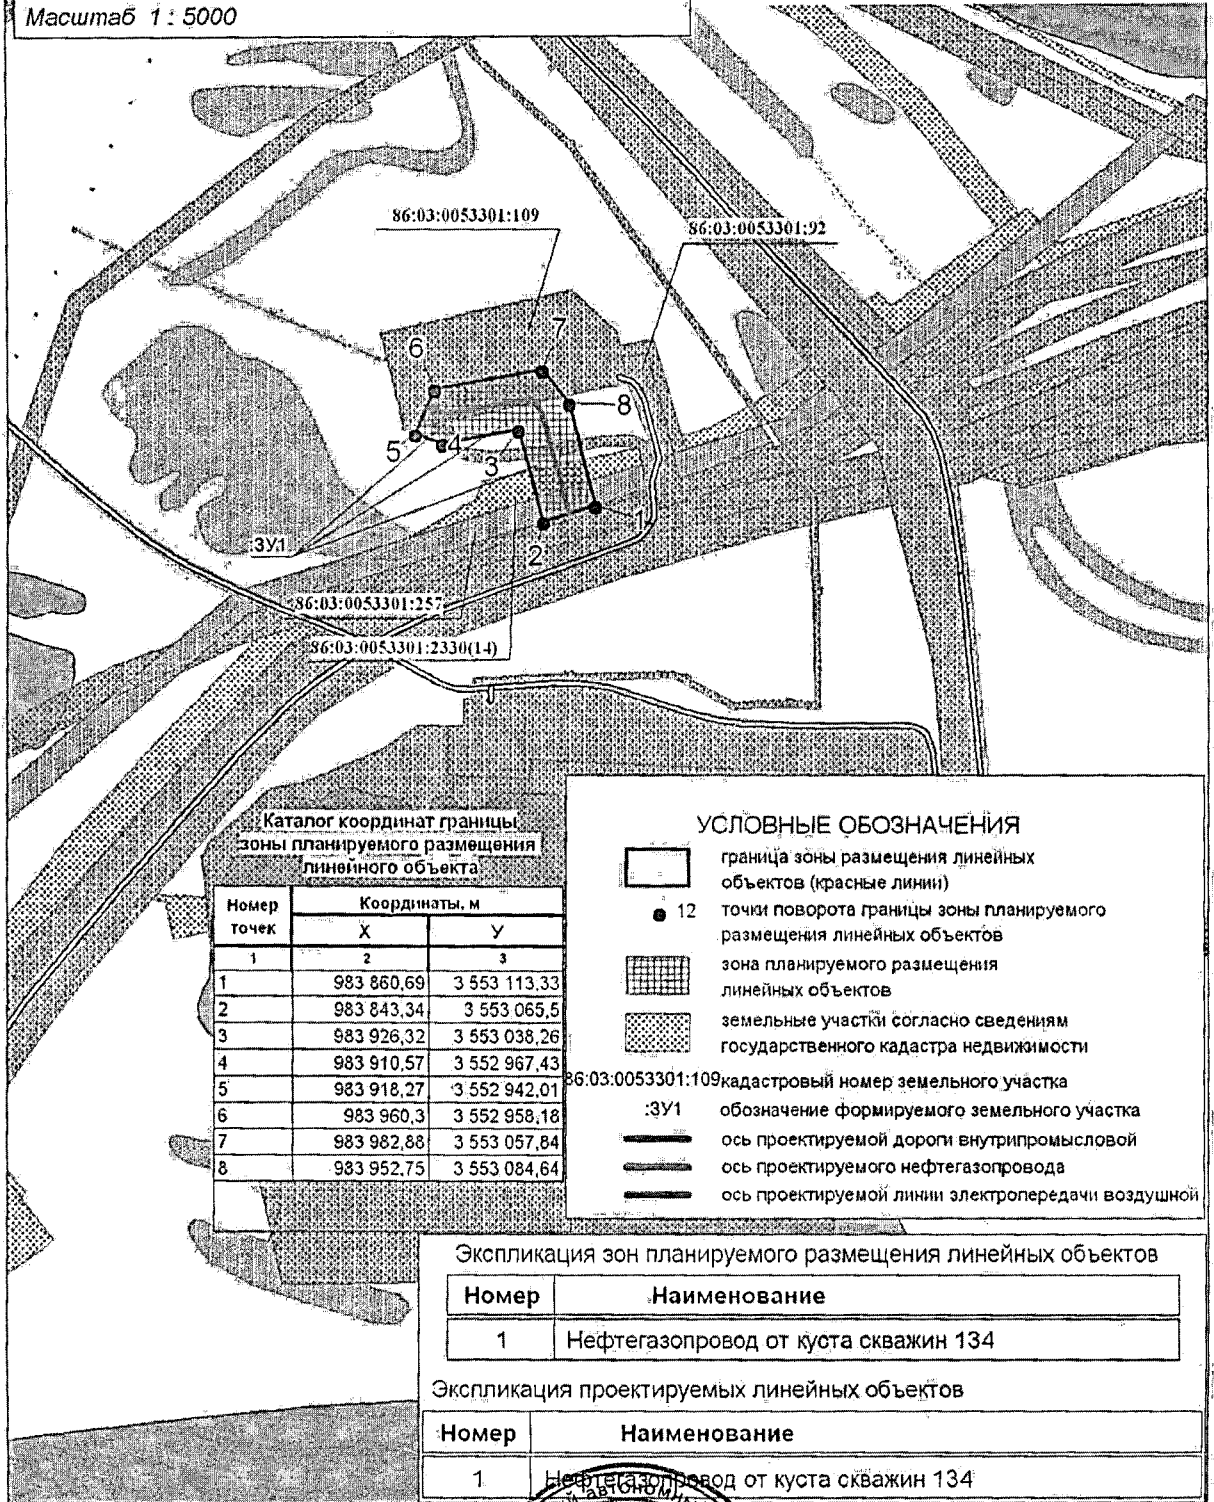 Масштаб 1 : 5000
86:03:0053301:109
86:03:0053301:92
7
6
8
5
4
3
1
2
ЗУ1
86:03:0053301:257
86:03:0053301:2330(14)
Каталог координат границы
зоны планируемого размещения
линейного объекта
Номер точек Координаты, м
X У
1 2 3
1 983 860,69 3 553 113,33
2 983 843,34 3 553 065,5
3 983 926,32 3 553 038,26
4 983 910,57 3 552 967,43
5 983 918,27 3 552 942,01
6 983 960,3 3 552 958,18
7 983 982,88 3 553 057,84
8 983 952,75 3 553 084,64
УСЛОВНЫЕ ОБОЗНАЧЕНИЯ
граница зоны размещения линейных
объектов (красные линии)
12 точки поворота границы зоны планируемого
размещения линейных объектов
зона планируемого размещения
линейных объектов
земельные участки согласно сведениям
государственного кадастра недвижимости
86:03:0053301:109 кадастровый номер земельного участка
:ЗУ1 обозначение формируемого земельного участка
ось проектируемой дороги внутрипромысловой
ось проектируемого нефтегазопровода
ось проектируемой линии электропередачи воздушной
Экспликация зон планируемого размещения линейных объектов
Номер Наименование
1 Нефтегазопровод от куста скважин 134
Экспликация проектируемых линейных объектов
Номер Наименование
1 Нефтегазопровод от куста скважин 134